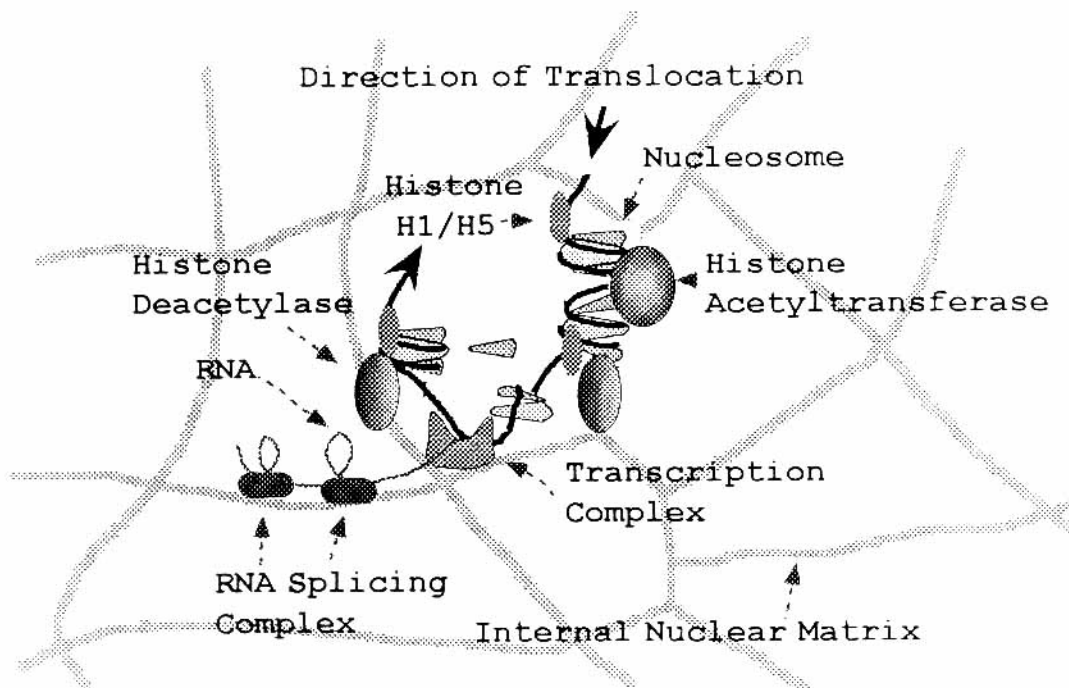 Direction of Translocation
Nucleosome
Histone
H1/H5
Histone
Deacetylase
Histone
Acetyltransferase
RNA
Transcription
Complex
RNA Splicing
Complex
Internal Nuclear Matrix